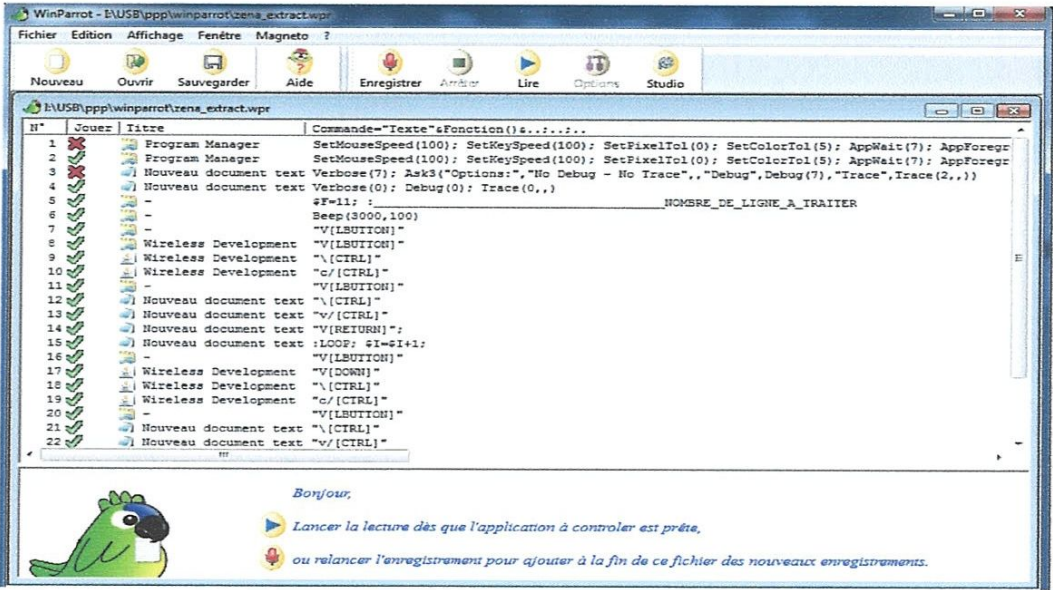 WinParrot - I:\USB\ppp\winparrot\zena_extract.wpr
Fichier Edition Affichage Fenêtre Magneto ?
Nouveau Ouvrir Sauvegarder Aide Enregistrer Arrêter Lire Options Studio
I:\USB\ppp\winparrot\zena_extract.wpr
N° Jouer Titre Commande="Texte"&Fonction()&..;..;..
1 Program Manager SetMouseSpeed(100); SetKeySpeed(100); SetPixelTol(0); SetColorTol(5); AppWait(7); AppForegr
2 Program Manager SetMouseSpeed(100); SetKeySpeed(100); SetPixelTol(0); SetColorTol(5); AppWait(7); AppForegr
3 Nouveau document text Verbose(7); Ask3("Options:","No Debug - No Trace",,"Debug",Debug(7),"Trace",Trace(2,,))
4 Nouveau document text Verbose(0); Debug(0); Trace(0,,)
5 - #F=11; :________________________________________NOMBRE_DE_LIGNE_A_TRAITER
6 - Beep(3000,100)
7 - "V[LBUTTON]"
8 Wireless Development "V[LBUTTON]"
9 Wireless Development "\[CTRL]"
10 Wireless Development "c/[CTRL]"
11 - "V[LBUTTON]"
12 Nouveau document text "\[CTRL]"
13 Nouveau document text "v/[CTRL]"
14 Nouveau document text "V[RETURN]";
15 Nouveau document text :LOOP; #I=#I+1;
16 - "V[LBUTTON]"
17 Wireless Development "V[DOWN]"
18 Wireless Development "\[CTRL]"
19 Wireless Development "c/[CTRL]"
20 - "V[LBUTTON]"
21 Nouveau document text "\[CTRL]"
22 Nouveau document text "v/[CTRL]"
Bonjour,
Lancer la lecture dès que l'application à controler est prête,
ou relancer l'enregistrement pour ajouter à la fin de ce fichier des nouveaux enregistrements.